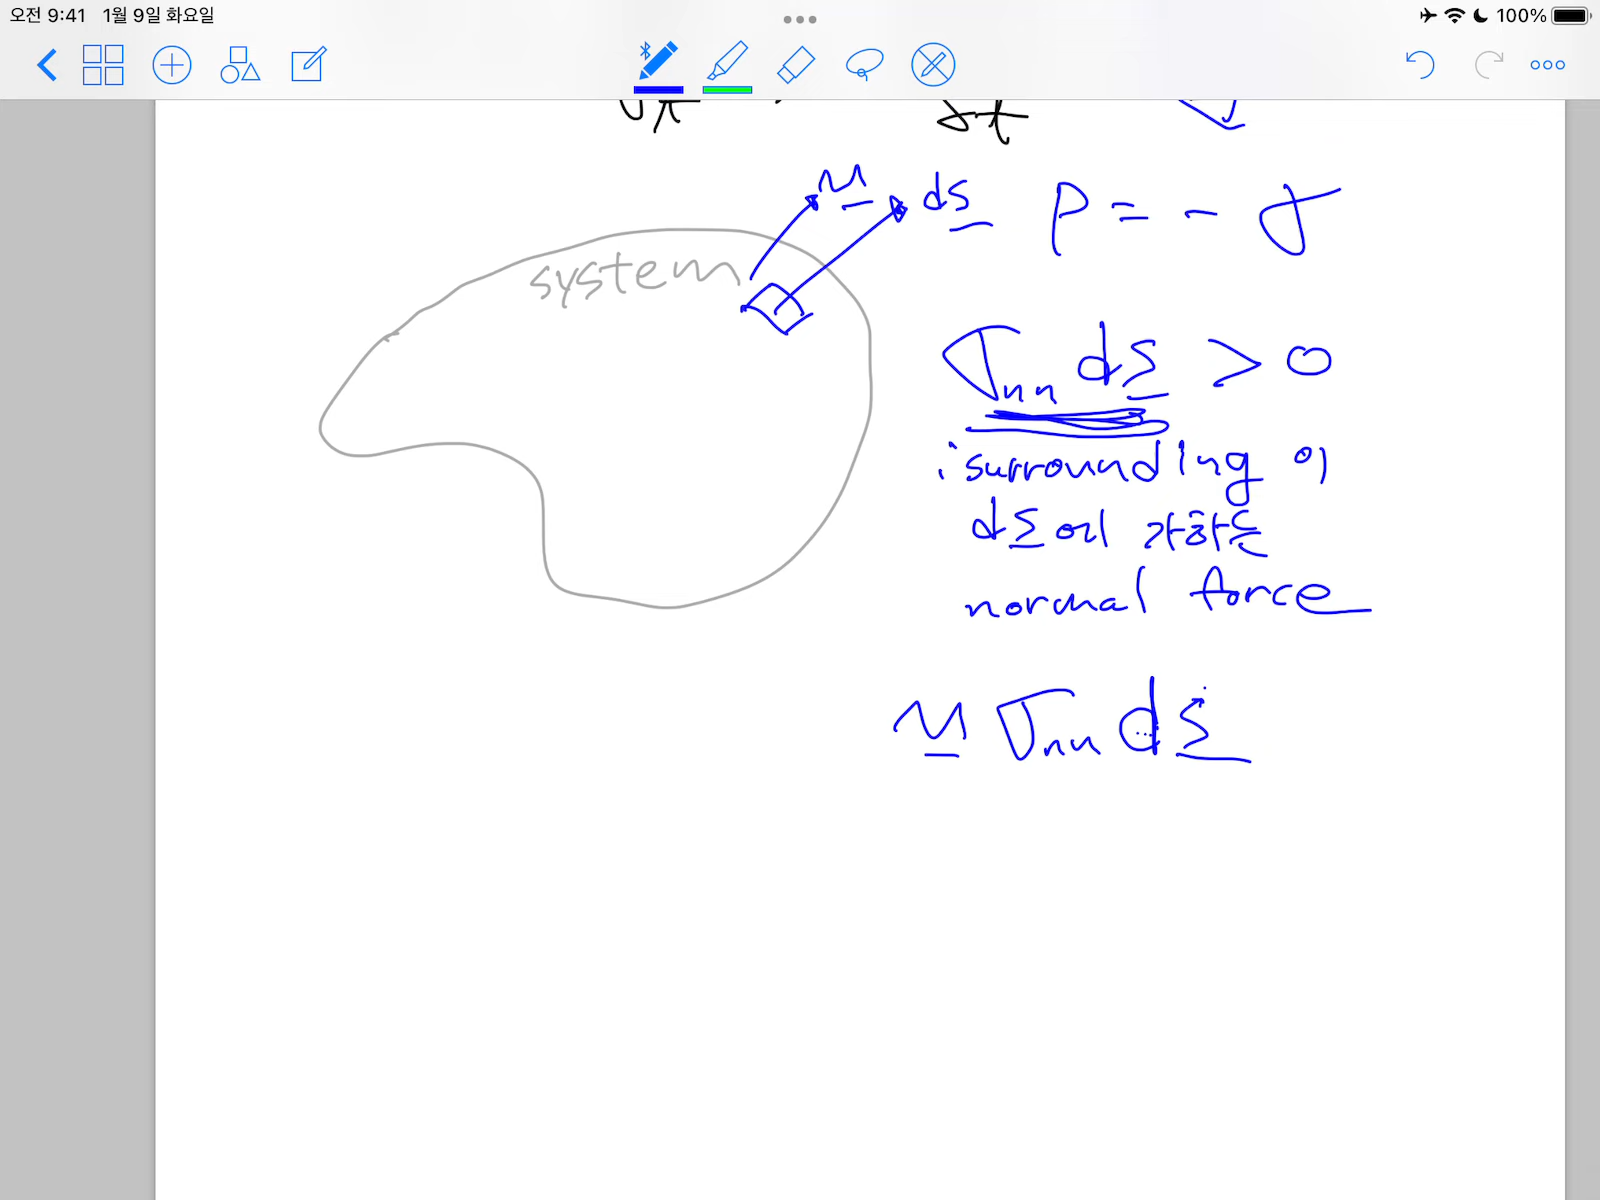 오전 9:41 1월 9일 화요일
100%
u ds P = - σ
system
σnn ds > 0
: surrounding 이
ds에 가하는
normal force
u σnn ds